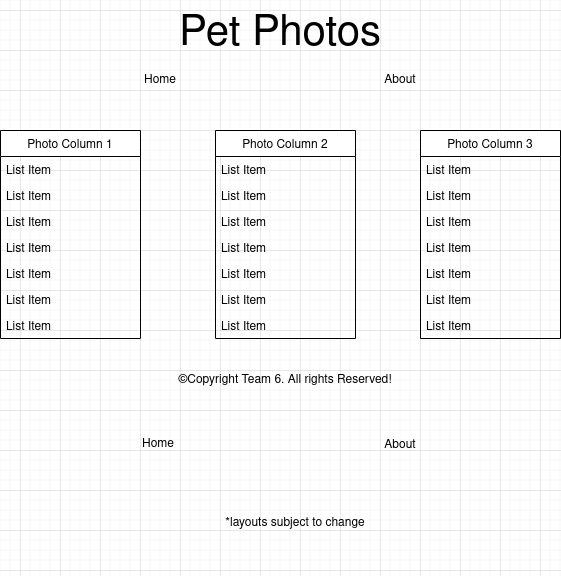 Pet Photos
Home About
Photo Column 1 Photo Column 2 Photo Column 3
List Item List Item List Item
List Item List Item List Item
List Item List Item List Item
List Item List Item List Item
List Item List Item List Item
List Item List Item List Item
List Item List Item List Item
©Copyright Team 6. All rights Reserved!
Home About
*layouts subject to change